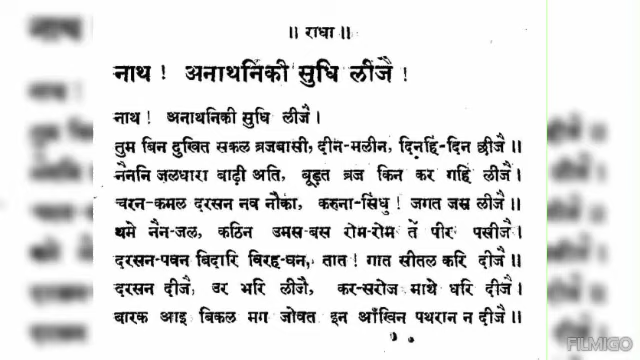 ॥ राधा ॥
नाथ ! अनाथनिकी सुधि लीजै !
नाथ ! अनाथनिकी सुधि लीजै ।
तुम बिन दुखित सकल ब्रजबासी, दीन-मलीन, दिनहिं-दिन छीजै ॥
नैननि जलधारा बाढ़ी अति, बूड़त ब्रज किन कर गहि लीजै ।
चरन-कमल दरसन नव नौका, करुना-सिंधु ! जगत जस लीजै ॥
थमे नैन-जल, कठिन उमस-बस रोम-रोम तें पीर पसीजै ।
दरसन-पवन बिदारि बिरह-घन, तात ! गात सीतल करि दीजै ॥
दरसन दीजै, उर भरि लीजै, कर-सरोज माथे धरि दीजै ।
बारक आइ बिकल मग जोवत इन आँखिन पथरान न दीजै ॥
FILMIGO